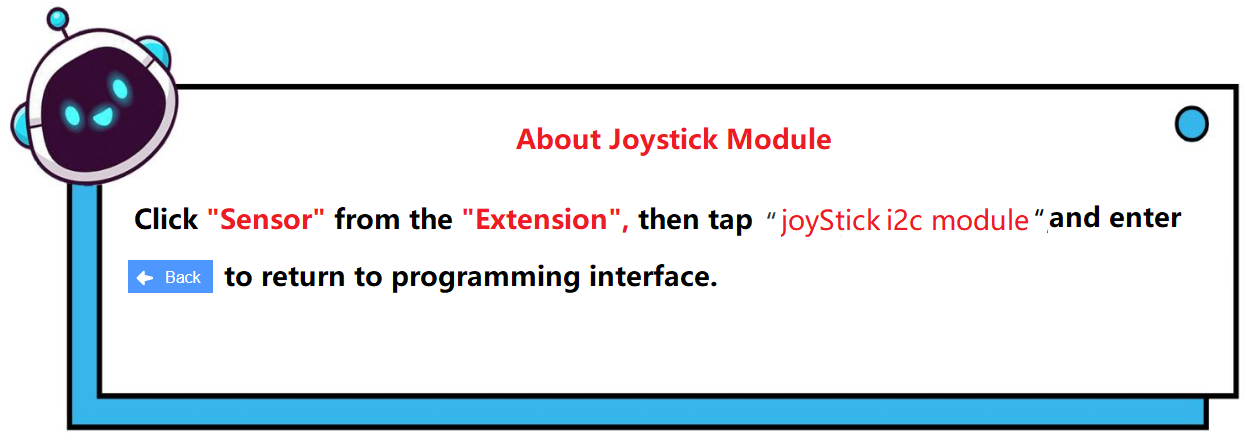 About Joystick Module
Click "Sensor" from the "Extension", then tap “joyStick i2c module“,and enter
Back to return to programming interface.